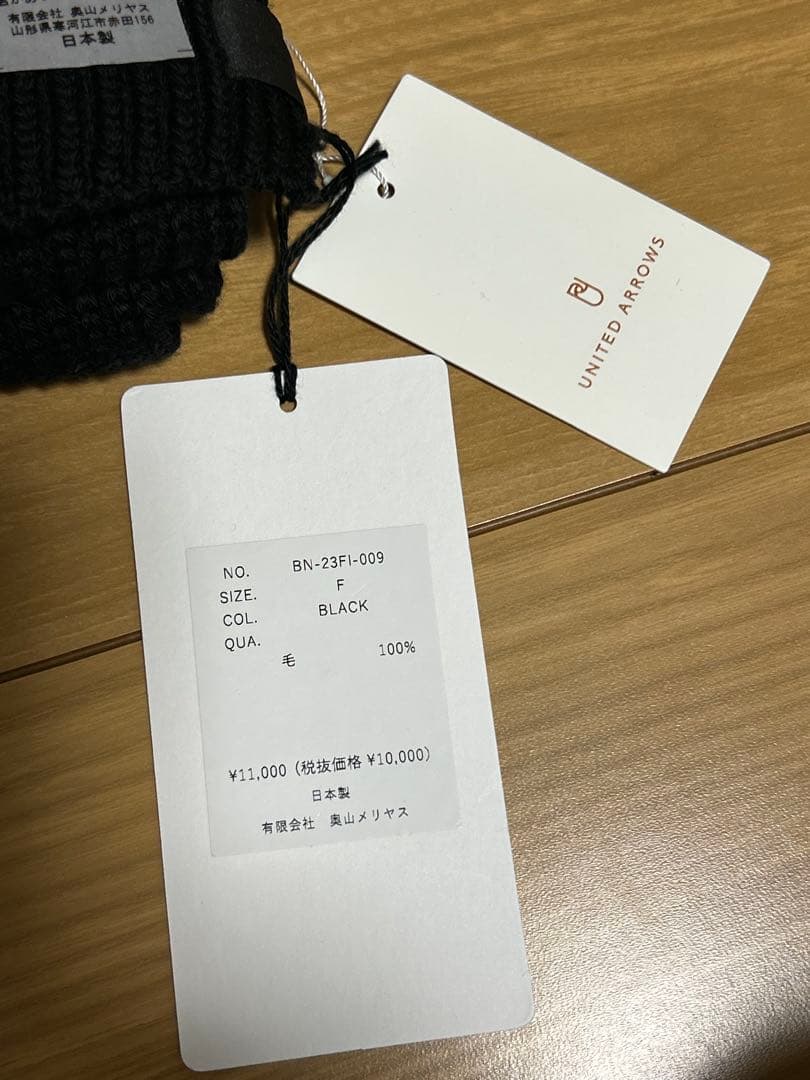 有限会社 奥山メリヤス
山形県寒河江市赤田156
日本製
UNITED ARROWS
NO. BN-23FI-009
SIZE. F
COL. BLACK
QUA.
毛 100%
¥11,000 (税抜価格 ¥10,000)
日本製
有限会社 奥山メリヤス